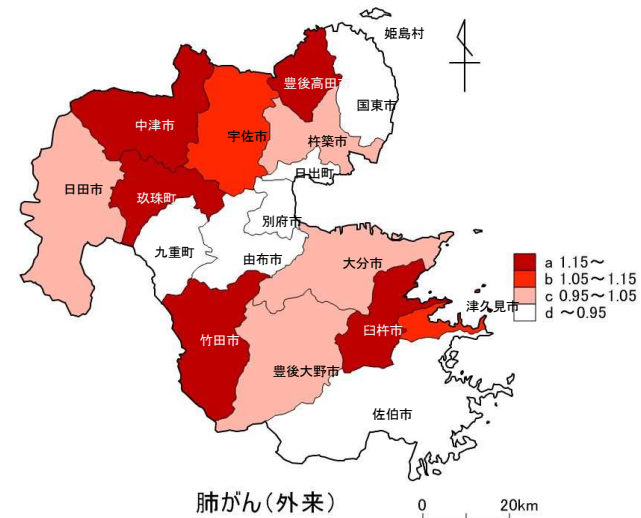 姫島村
豊後高田市
国東市
中津市
宇佐市
杵築市
日出町
日田市
玖珠町
別府市
九重町
由布市
大分市
a 1.15～
b 1.05～1.15
c 0.95～1.05
d ～0.95
津久見市
臼杵市
竹田市
豊後大野市
佐伯市
肺がん(外来)
0 20km